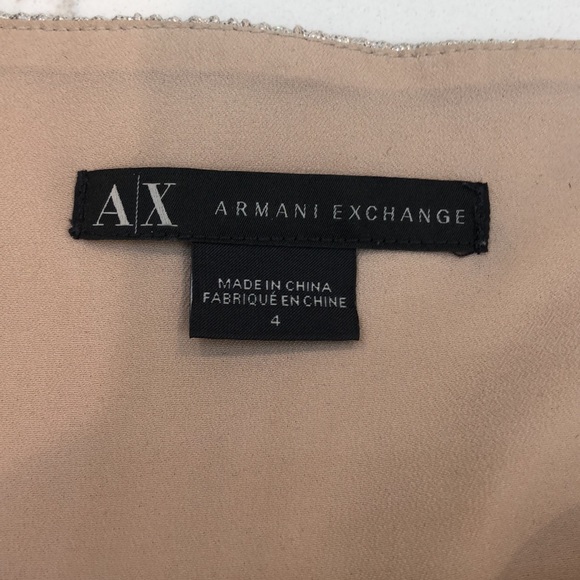 A|X ARMANI EXCHANGE
MADE IN CHINA
FABRIQUÉ EN CHINE
4